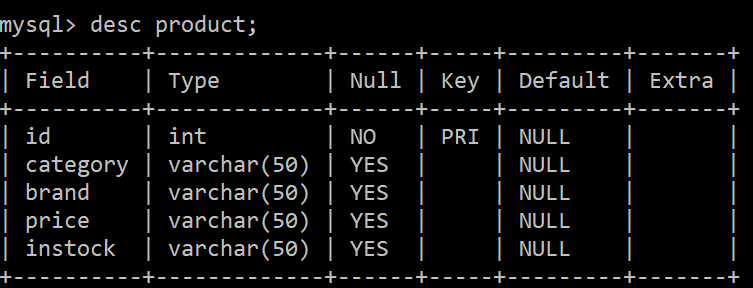 mysql> desc product;
+----------+-------------+------+-----+---------+-------+
| Field    | Type        | Null | Key | Default | Extra |
+----------+-------------+------+-----+---------+-------+
| id       | int         | NO   | PRI | NULL    |       |
| category | varchar(50) | YES  |     | NULL    |       |
| brand    | varchar(50) | YES  |     | NULL    |       |
| price    | varchar(50) | YES  |     | NULL    |       |
| instock  | varchar(50) | YES  |     | NULL    |       |
+----------+-------------+------+-----+---------+-------+